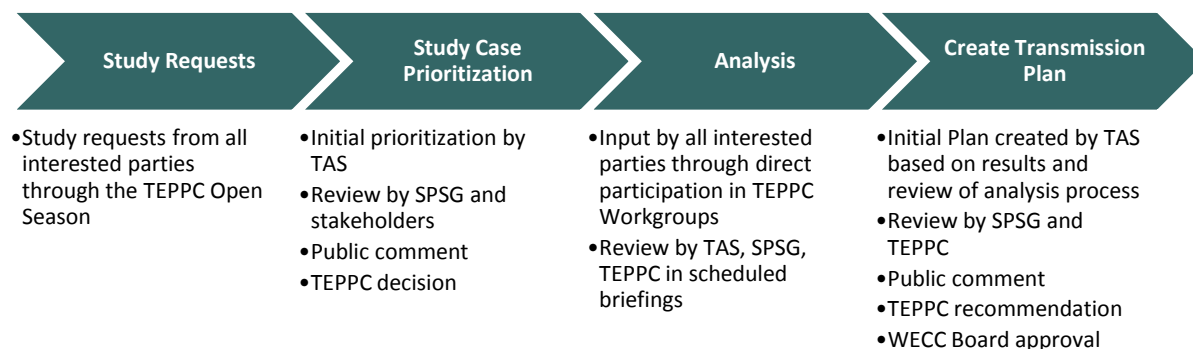 Study Requests
•Study requests from all
interested parties
through the TEPPC Open
Season
Study Case
Prioritization
•Initial prioritization by
TAS
•Review by SPSG and
stakeholders
•Public comment
•TEPPC decision
Analysis
•Input by all interested
parties through direct
participation in TEPPC
Workgroups
•Review by TAS, SPSG,
TEPPC in scheduled
briefings
Create Transmission
Plan
•Initial Plan created by TAS
based on results and
review of analysis process
•Review by SPSG and
TEPPC
•Public comment
•TEPPC recommendation
•WECC Board approval